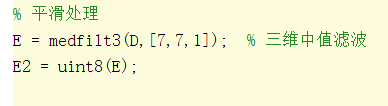 % 平滑处理
E = medfilt3(D,[7,7,1]);  % 三维中值滤波
E2 = uint8(E);